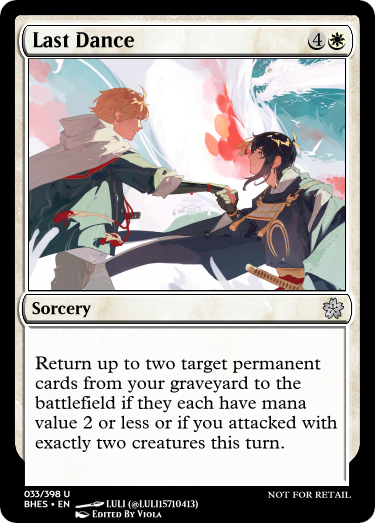 Last Dance 4
Sorcery
Return up to two target permanent
cards from your graveyard to the
battlefield if they each have mana
value 2 or less or if you attacked with
exactly two creatures this turn.
033/398 U
BHES • EN LULI (@LULI15710413)
NOT FOR RETAIL
Edited By Viola